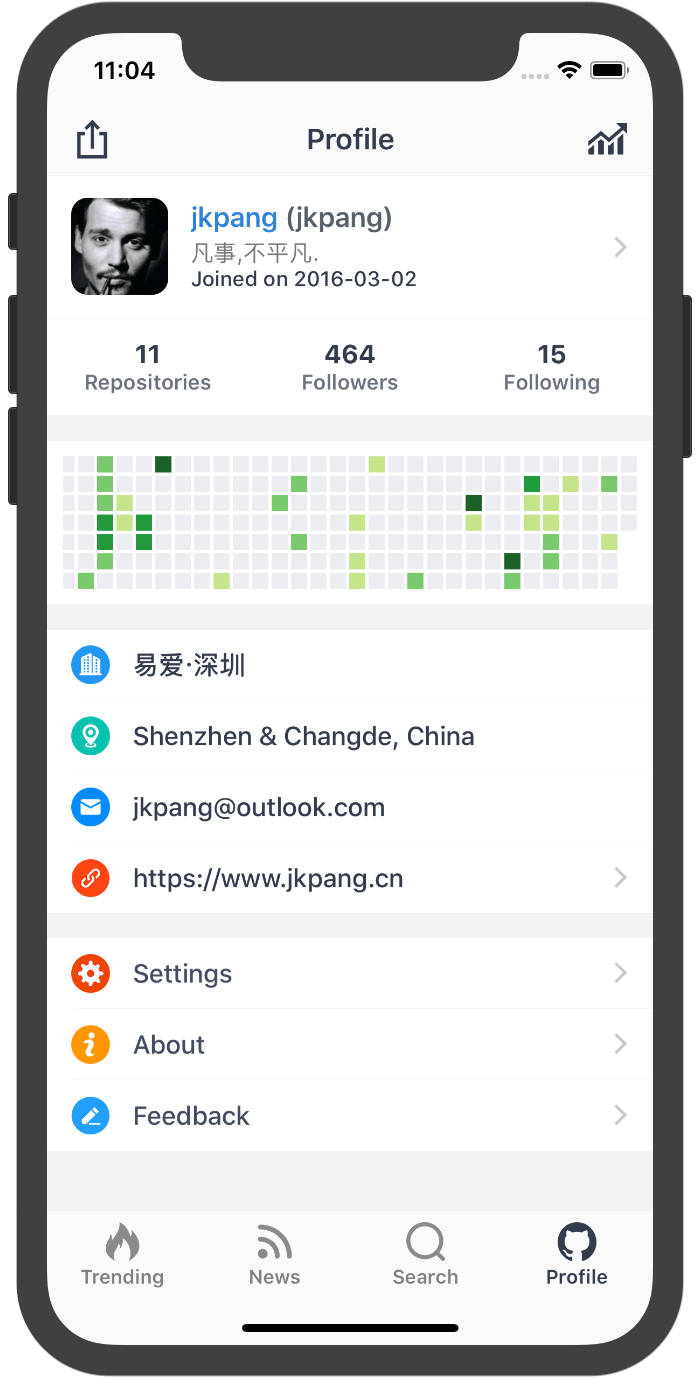 11:04
Profile
jkpang (jkpang)
凡事,不平凡.
Joined on 2016-03-02
11 464 15
Repositories Followers Following
易爱·深圳
Shenzhen & Changde, China
jkpang@outlook.com
https://www.jkpang.cn
Settings
About
Feedback
Trending News Search Profile